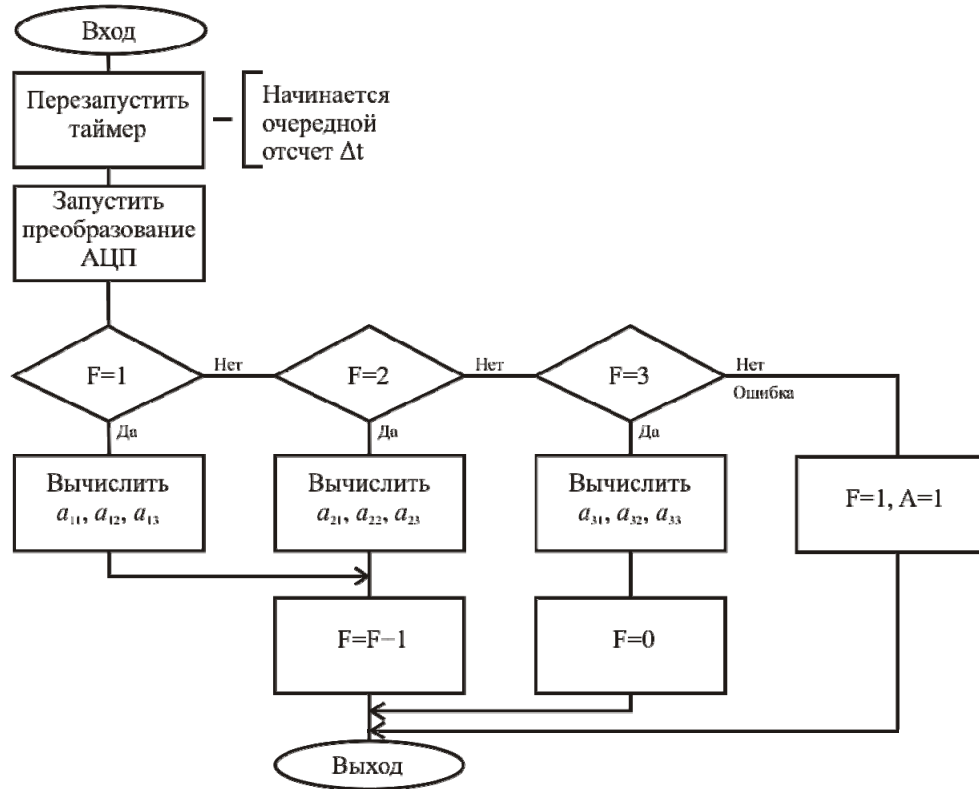 Вход
Перезапустить
таймер
Начинается
очередной
отсчет Δt
Запустить
преобразование
АЦП
F=1
Нет
F=2
Нет
F=3
Нет
Ошибка
Да
Да
Да
Вычислить
a₁₁, a₁₂, a₁₃
Вычислить
a₂₁, a₂₂, a₂₃
Вычислить
a₃₁, a₃₂, a₃₃
F=1, A=1
F=F−1
F=0
Выход